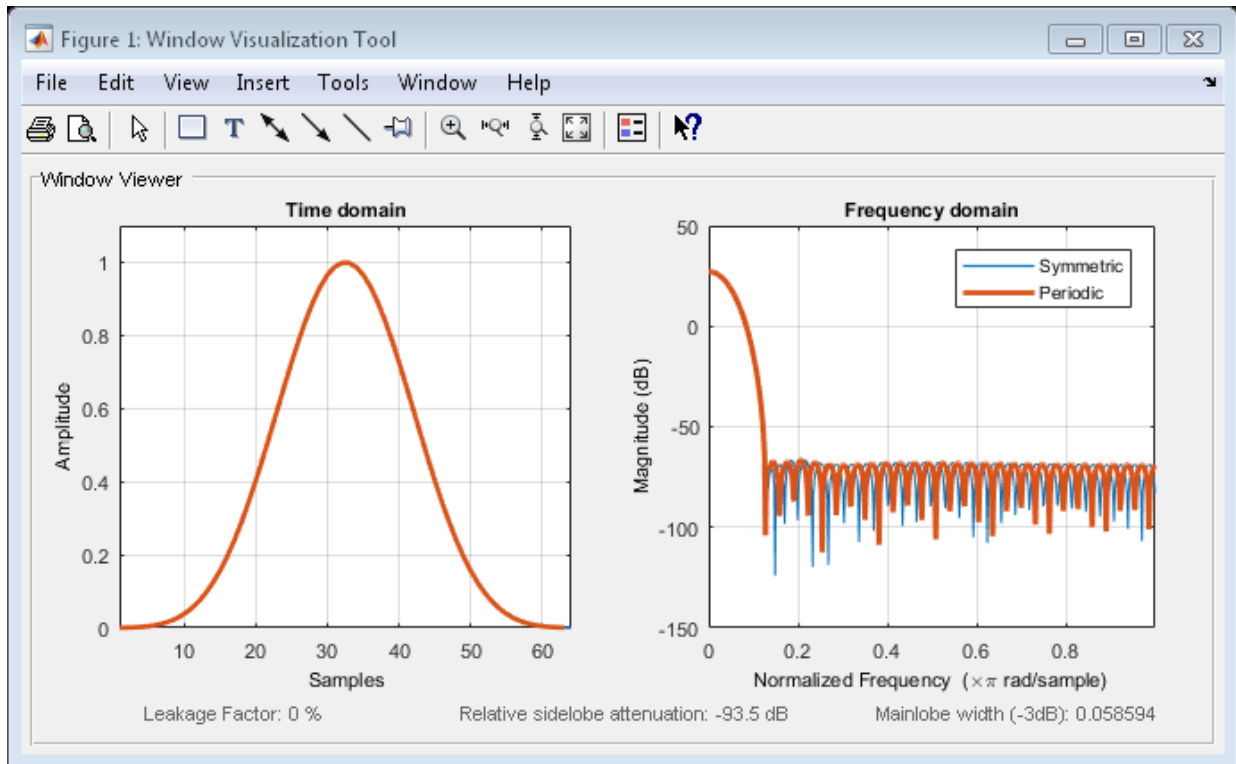 Figure 1: Window Visualization Tool
File Edit View Insert Tools Window Help
T
?
Window Viewer
Time domain
1
0.8
0.6
0.4
0.2
0
Amplitude
10 20 30 40 50 60
Samples
Frequency domain
50
0
-50
-100
-150
Magnitude (dB)
Symmetric
Periodic
0 0.2 0.4 0.6 0.8
Normalized Frequency (×π rad/sample)
Leakage Factor: 0 % Relative sidelobe attenuation: -93.5 dB Mainlobe width (-3dB): 0.058594